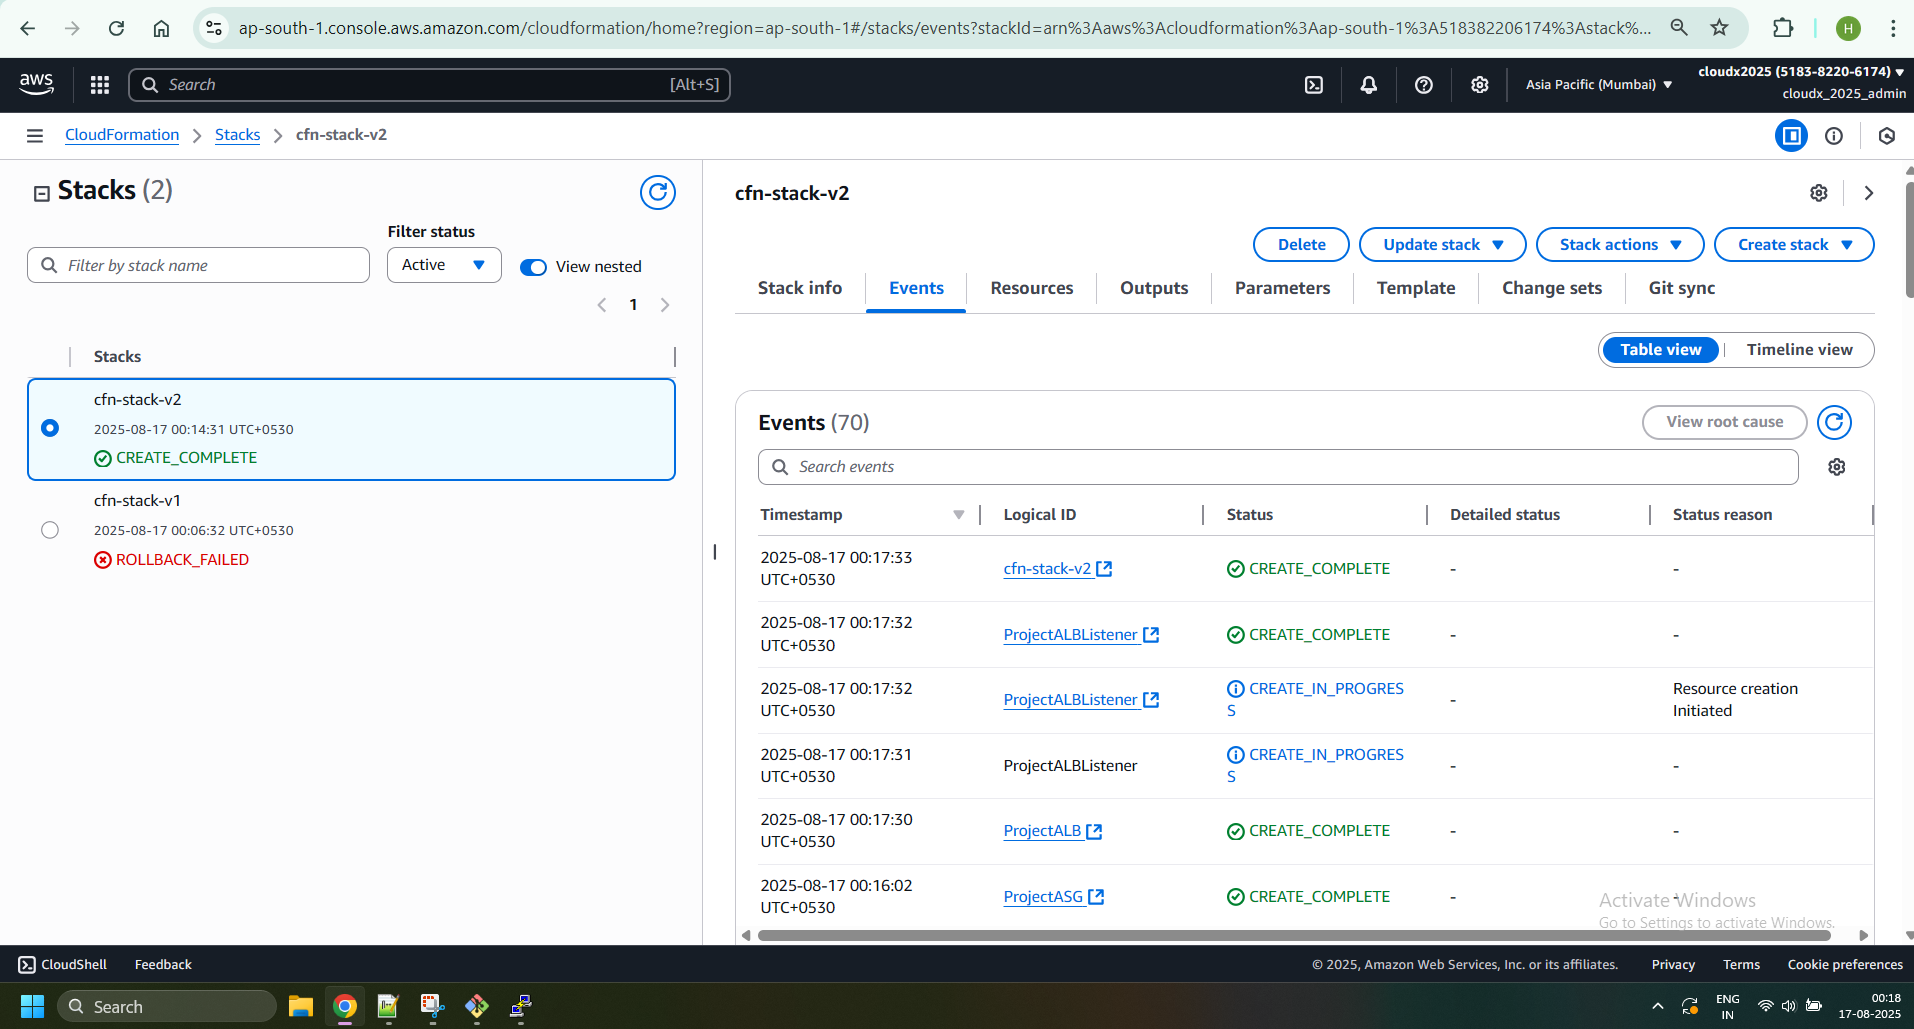 ap-south-1.console.aws.amazon.com/cloudformation/home?region=ap-south-1#/stacks/events?stackId=arn%3Aaws%3Acloudformation%3Aap-south-1%3A518382206174%3Astack%...
H
aws
Search
[Alt+S]
Asia Pacific (Mumbai)
cloudx2025 (5183-8220-6174)
cloudx_2025_admin
CloudFormation
Stacks
cfn-stack-v2
Stacks (2)
Filter status
Filter by stack name
Active
View nested
1
Stacks
cfn-stack-v2
2025-08-17 00:14:31 UTC+0530
CREATE_COMPLETE
cfn-stack-v1
2025-08-17 00:06:32 UTC+0530
ROLLBACK_FAILED
cfn-stack-v2
Delete
Update stack
Stack actions
Create stack
Stack info
Events
Resources
Outputs
Parameters
Template
Change sets
Git sync
Table view
Timeline view
Events (70)
View root cause
Search events
Timestamp
Logical ID
Status
Detailed status
Status reason
2025-08-17 00:17:33
UTC+0530
cfn-stack-v2
CREATE_COMPLETE
-
-
2025-08-17 00:17:32
UTC+0530
ProjectALBListener
CREATE_COMPLETE
-
-
2025-08-17 00:17:32
UTC+0530
ProjectALBListener
CREATE_IN_PROGRES
S
-
Resource creation
Initiated
2025-08-17 00:17:31
UTC+0530
ProjectALBListener
CREATE_IN_PROGRES
S
-
-
2025-08-17 00:17:30
UTC+0530
ProjectALB
CREATE_COMPLETE
-
-
2025-08-17 00:16:02
UTC+0530
ProjectASG
CREATE_COMPLETE
-
-
Activate Windows
Go to Settings to activate Windows.
CloudShell
Feedback
© 2025, Amazon Web Services, Inc. or its affiliates.
Privacy
Terms
Cookie preferences
Search
ENG
IN
00:18
17-08-2025